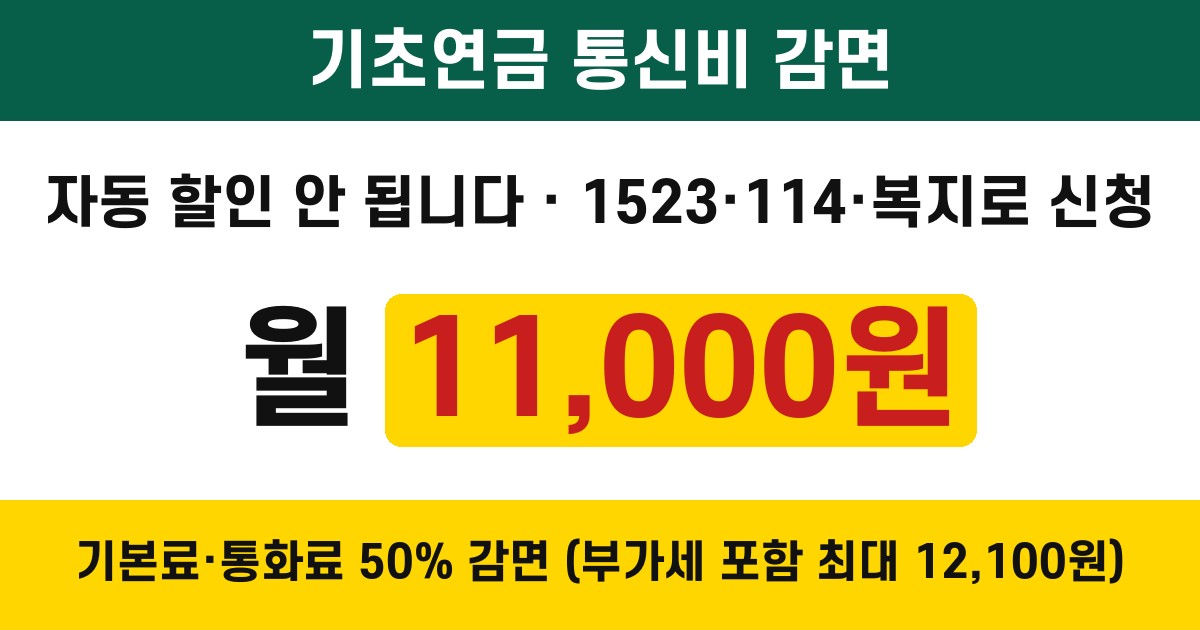 기초연금 통신비 감면
자동 할인 안 됩니다 · 1523·114·복지로 신청
월 11,000원
기본료·통화료 50% 감면 (부가세 포함 최대 12,100원)